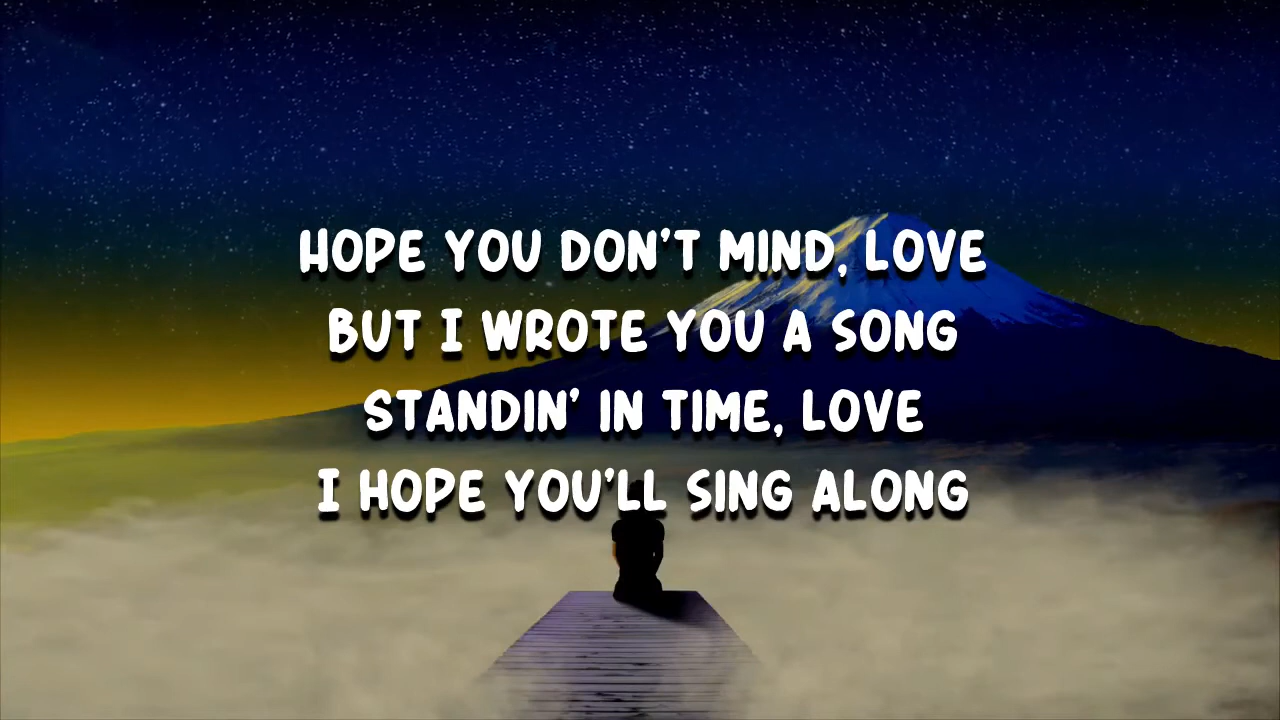 HOPE YOU DON'T MIND, LOVE
BUT I WROTE YOU A SONG
STANDIN' IN TIME, LOVE
I HOPE YOU'LL SING ALONG